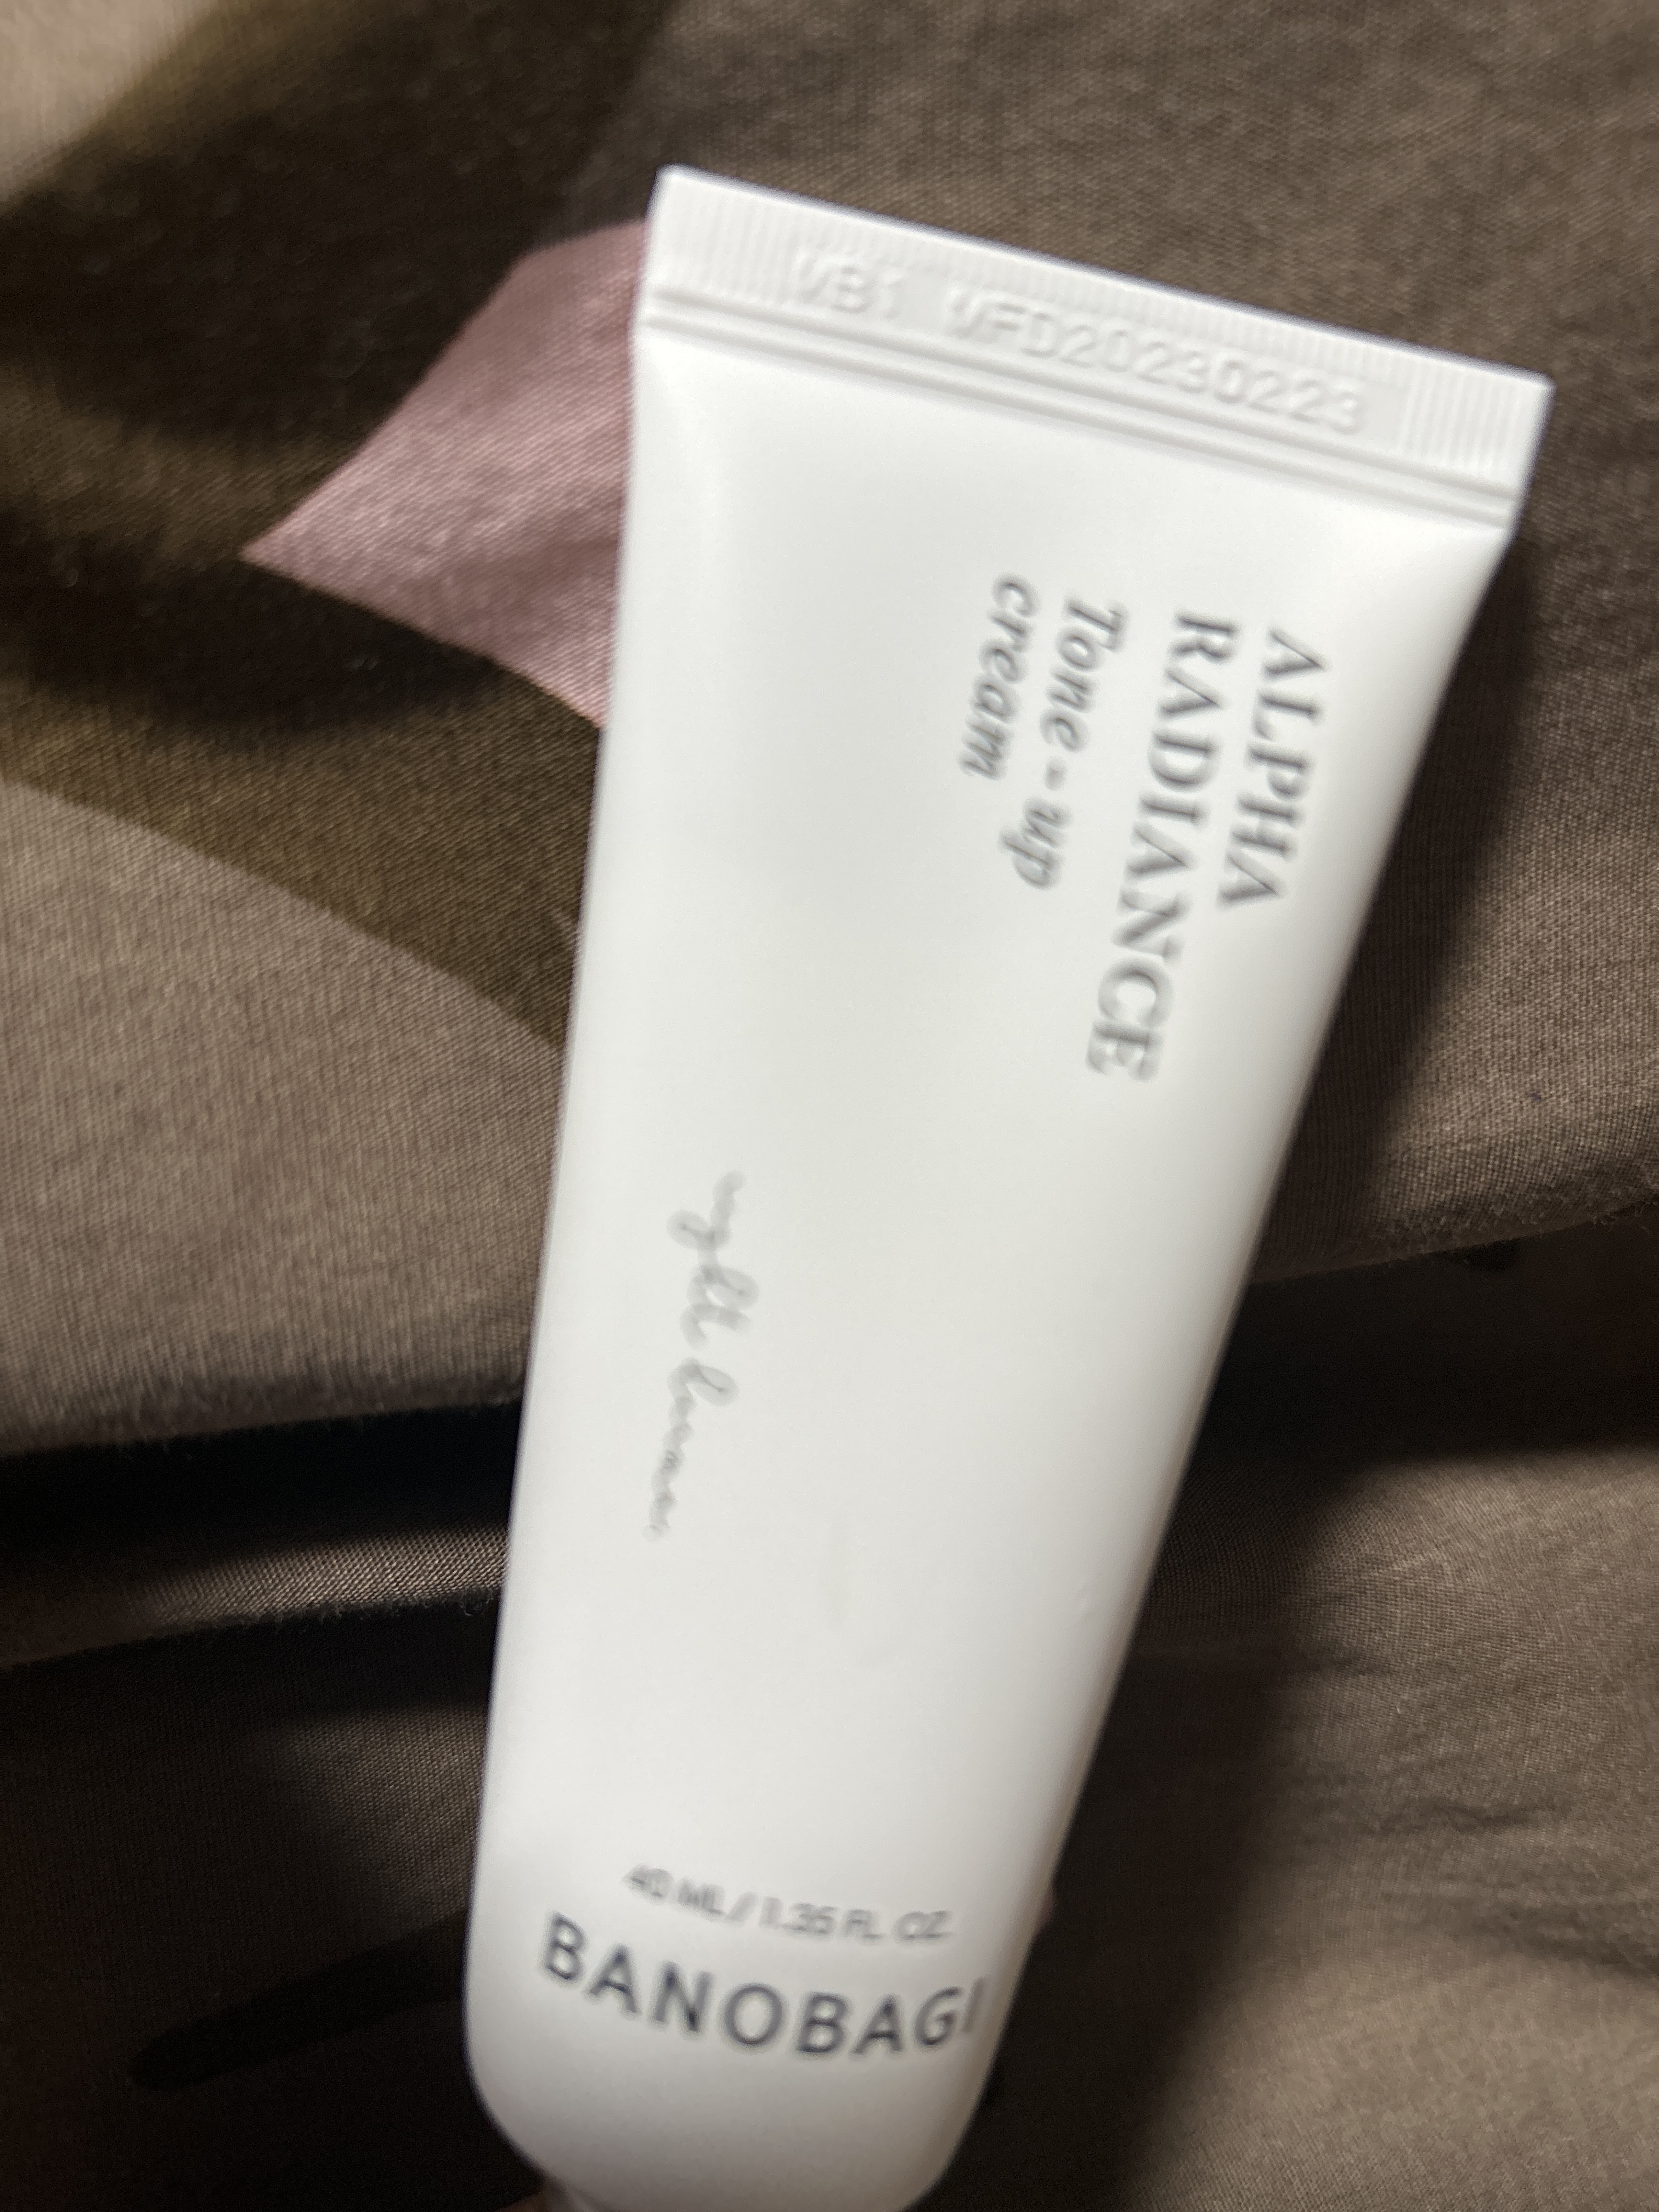 VB1 MFD20230223
ALPHA
RADIANCE
Tone-up
cream
40 ML / 1.35 FL. OZ.
BANOBAGI